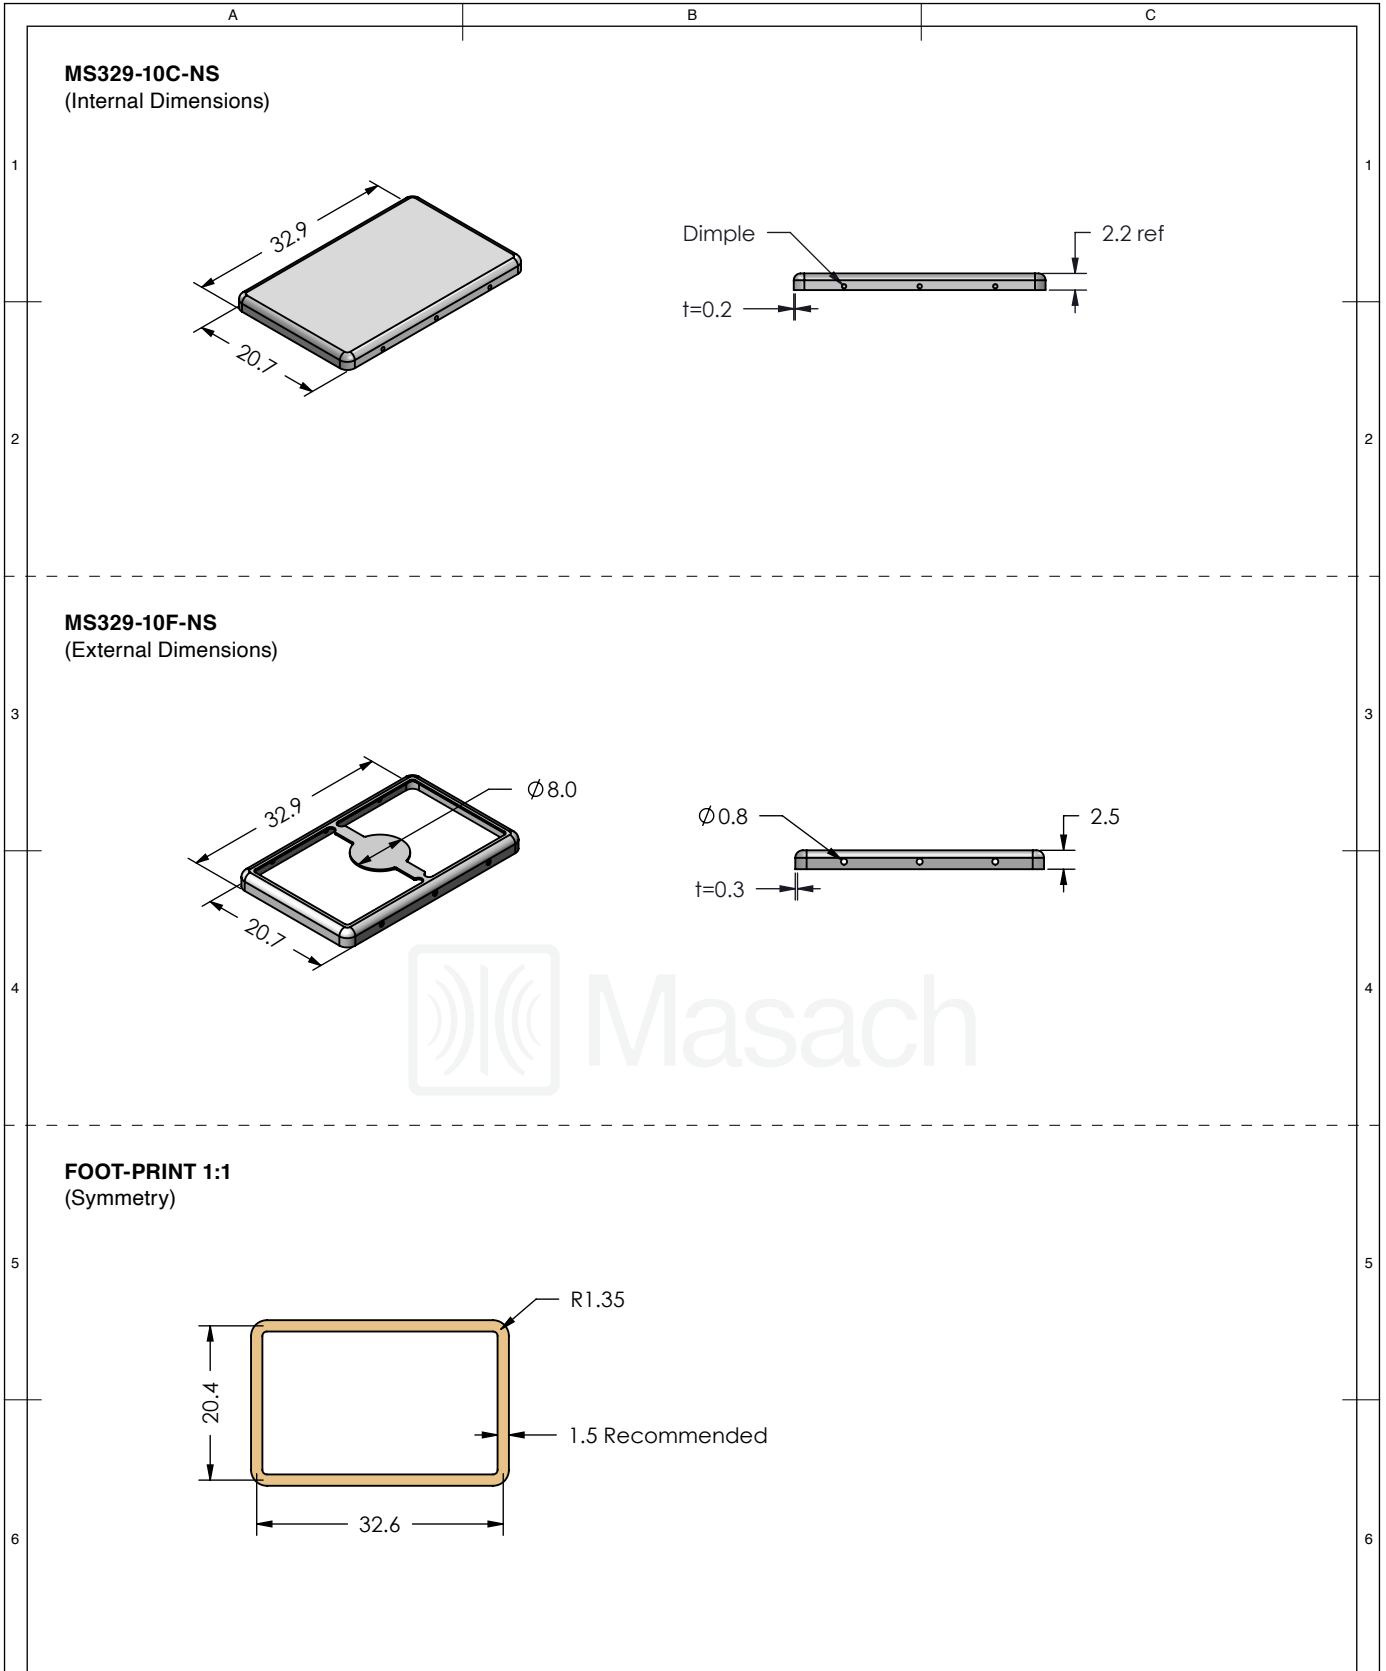 A B C
MS329-10C-NS
(Internal Dimensions)
1 1
32.9
20.7
Dimple
2.2 ref
t=0.2
2 2
MS329-10F-NS
(External Dimensions)
3 3
32.9
Ø8.0
20.7
Ø0.8
2.5
t=0.3
Masach
4 4
FOOT-PRINT 1:1
(Symmetry)
5 5
R1.35
20.4
1.5 Recommended
32.6
6 6